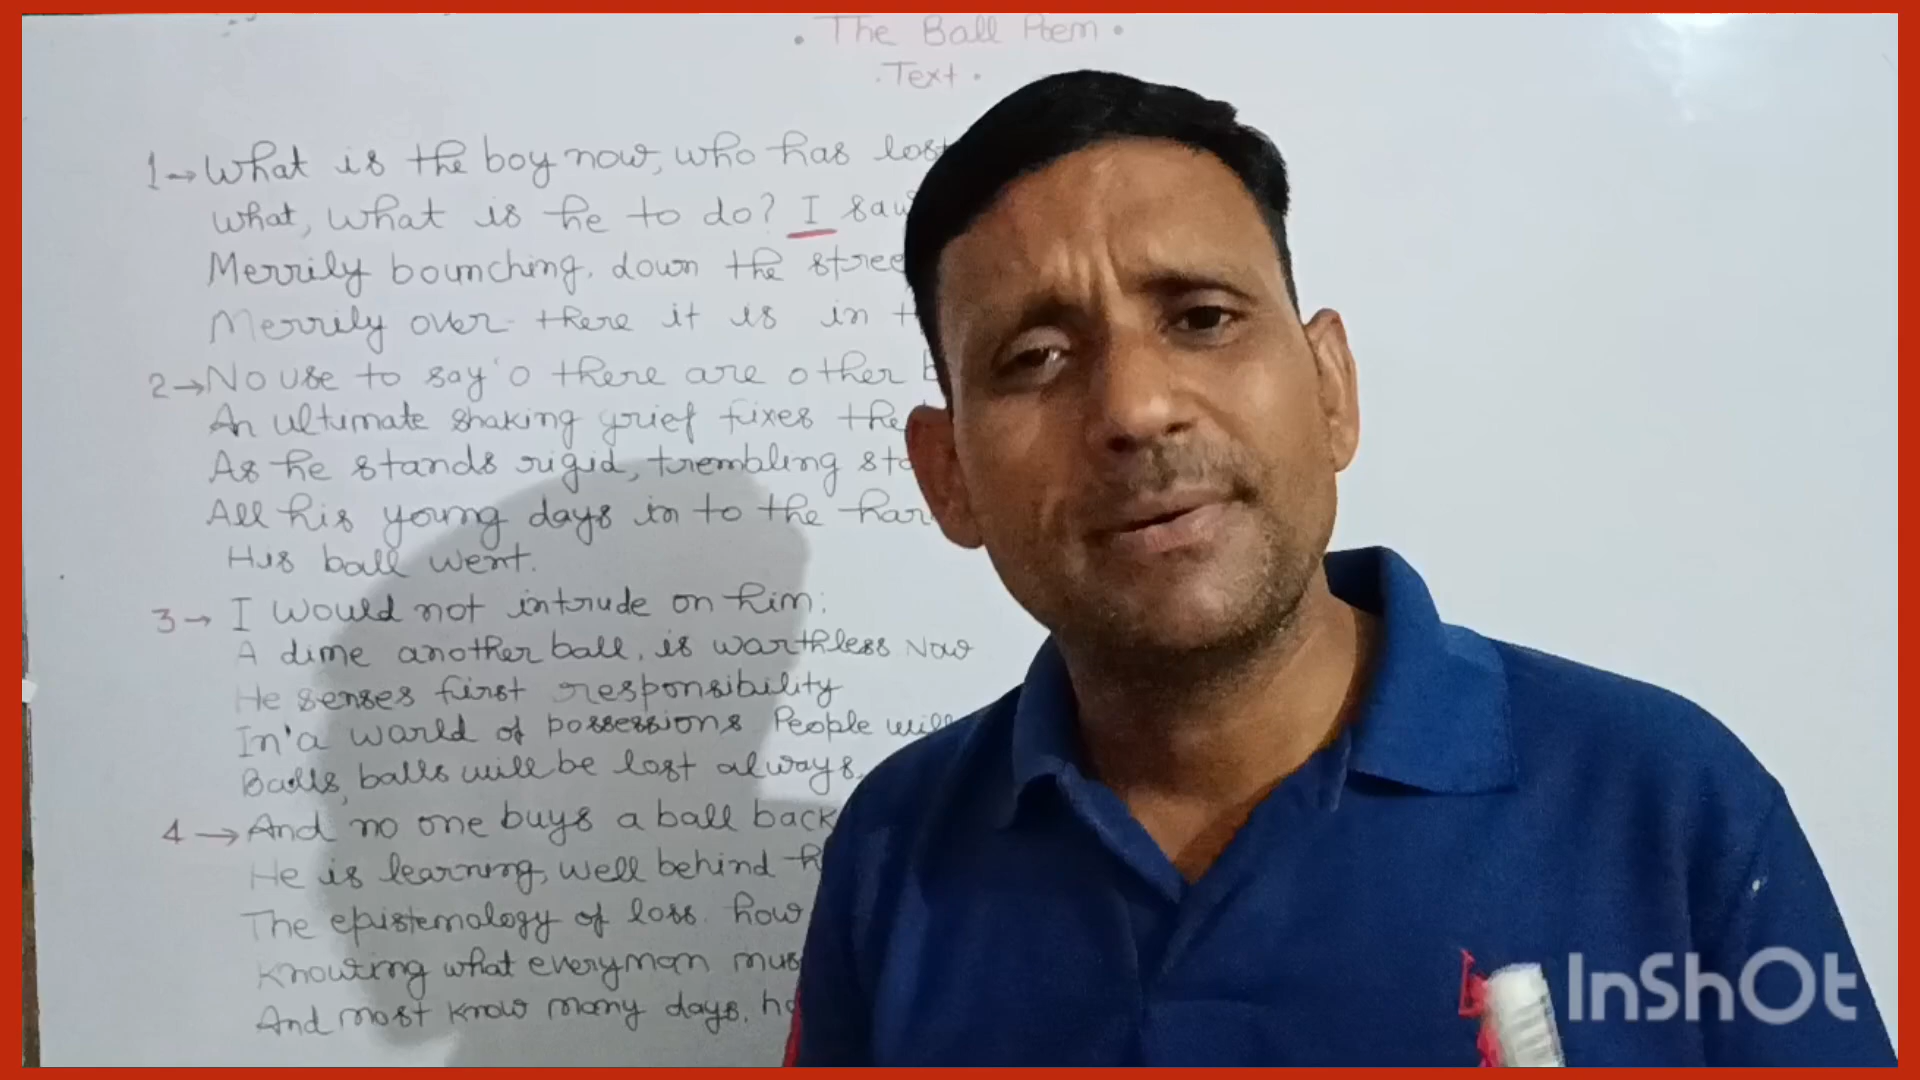 • The Ball Poem •
• Text •
1→ What is the boy now, who has lost
what, what is he to do? I saw
Merrily bounching, down the stree
Merrily over there it is in t
2→ No use to say 'o there are other b
An ultimate shaking grief fixes the
As he stands rigid, trembling sta
All his young days in to the har
His ball went.
3→ I would not intrude on him;
A dime another ball, is warthless Now
He senses first responsibility
In'a warld of possessions People will
Balls, balls will be lost always,
4→ And no one buys a ball back
He is learning, well behind h
The epistemology of loss. how
Knowing what everyman mus
And most know many days, ho
InShOt